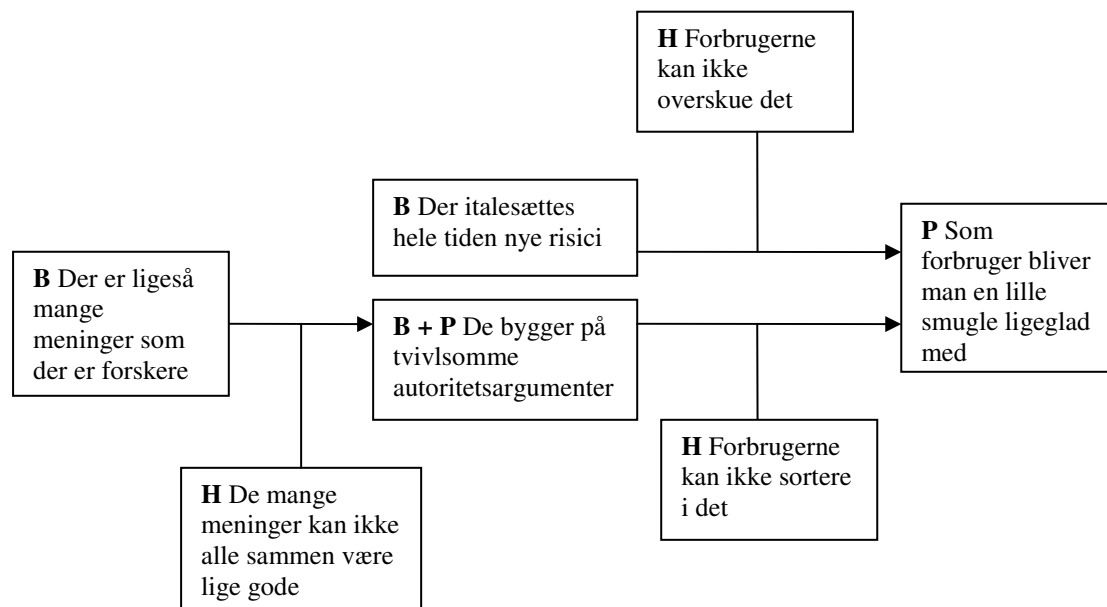 H Forbrugerne
kan ikke
overskue det
B Der italesættes
hele tiden nye risici
P Som
forbruger bliver
man en lille
smugle ligeglad
med
B Der er ligeså
mange
meninger som
der er forskere
B + P De bygger på
tvivlsomme
autoritetsargumenter
H Forbrugerne
kan ikke sortere
i det
H De mange
meninger kan ikke
alle sammen være
lige gode